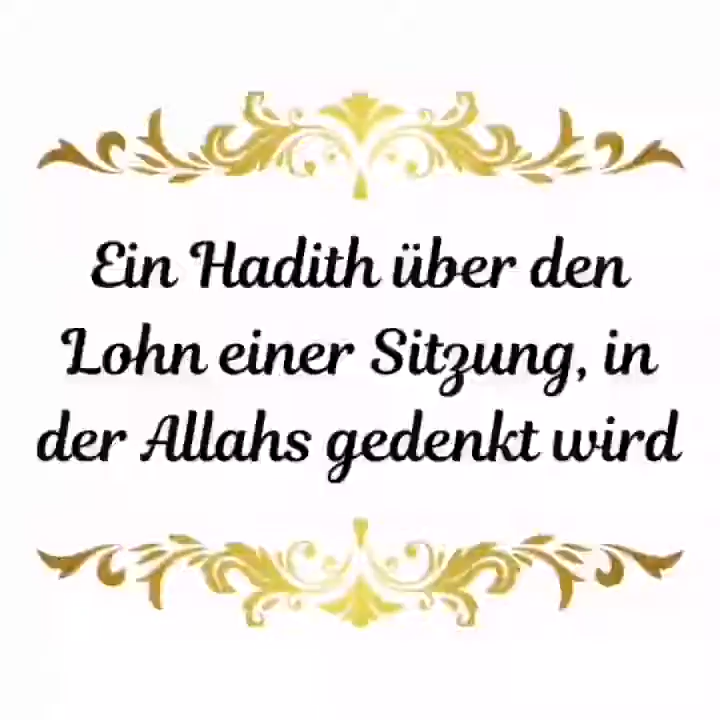 Ein Hadith über den
Lohn einer Sitzung, in
der Allahs gedenkt wird